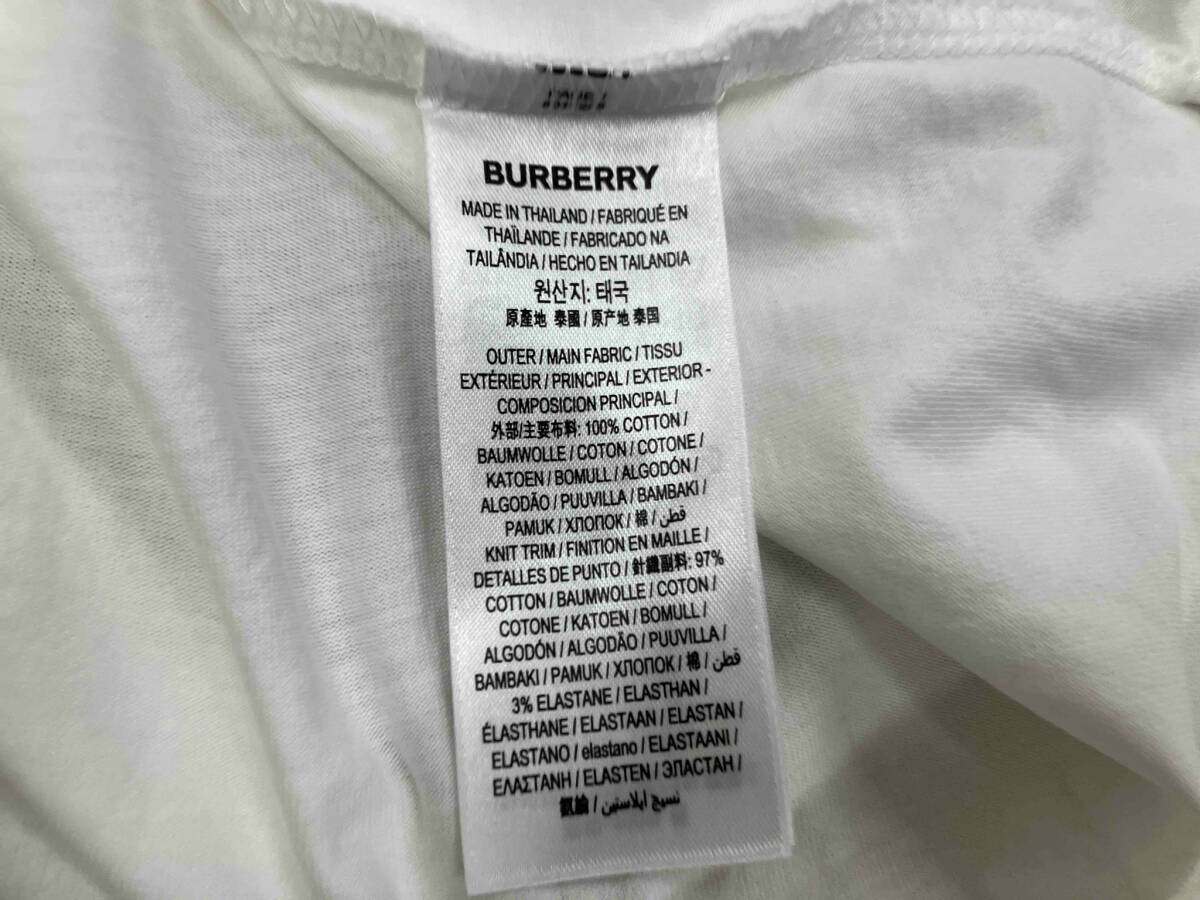 BURBERRY
MADE IN THAILAND / FABRIQUÉ EN
THAÏLANDE / FABRICADO NA
TAILÂNDIA / HECHO EN TAILANDIA
원산지: 태국
原產地 泰國 / 原产地 泰国
OUTER / MAIN FABRIC / TISSU
EXTÉRIEUR / PRINCIPAL / EXTERIOR -
COMPOSICION PRINCIPAL /
外部/主要布料: 100% COTTON /
BAUMWOLLE / COTON / COTONE /
KATOEN / BOMULL / ALGODÓN /
ALGODÃO / PUUVILLA / BAMBAKI /
PAMUK / ХЛОПОК / 棉 / قطن /
KNIT TRIM / FINITION EN MAILLE /
DETALLES DE PUNTO / 針織副料: 97%
COTTON / BAUMWOLLE / COTON /
COTONE / KATOEN / BOMULL /
ALGODÓN / ALGODÃO / PUUVILLA /
BAMBAKI / PAMUK / ХЛОПОК / 棉 / قطن /
3% ELASTANE / ELASTHAN /
ÉLASTHANE / ELASTAAN / ELASTAN /
ELASTANO / elastano / ELASTAANI /
ΕΛΑΣΤΑΝΗ / ELASTEN / ЭЛАСТАН /
氨綸 / نسيج ايلاستين